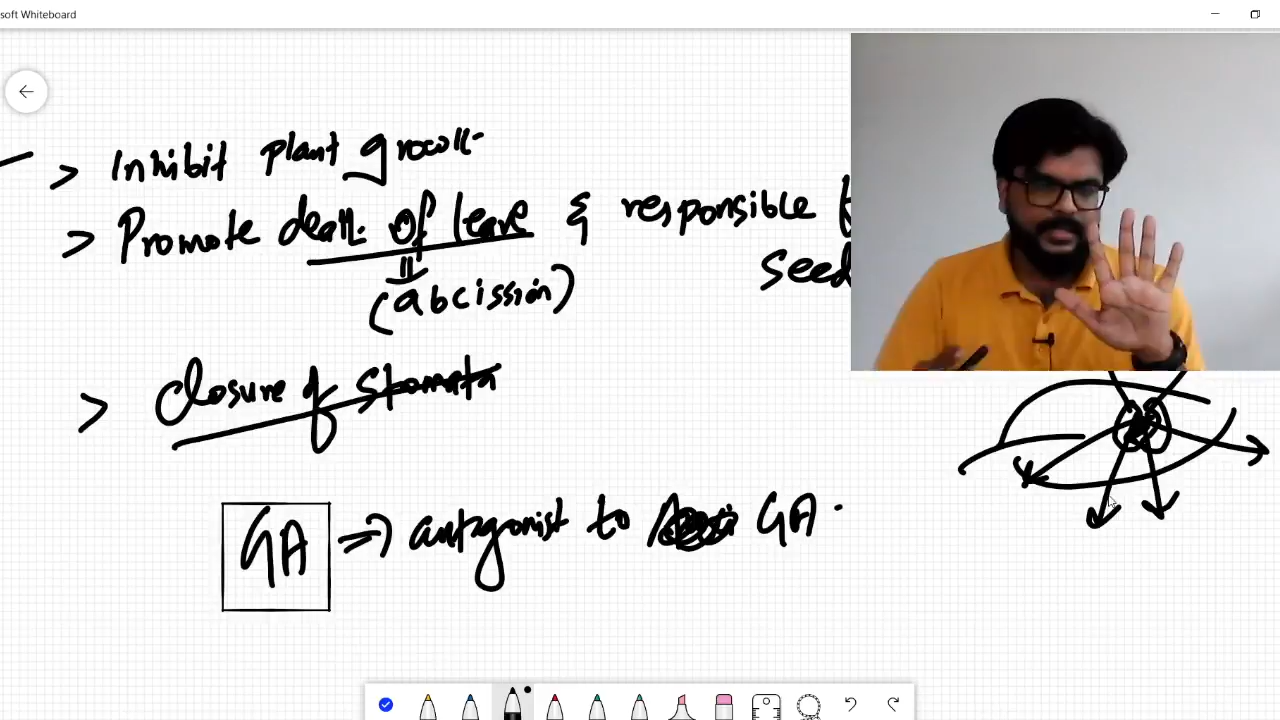 soft Whiteboard
> Inhibit plant growth
> Promote death of leave & responsible
seed
(abcission)
> closure of stomata
GA => antagonist to GA